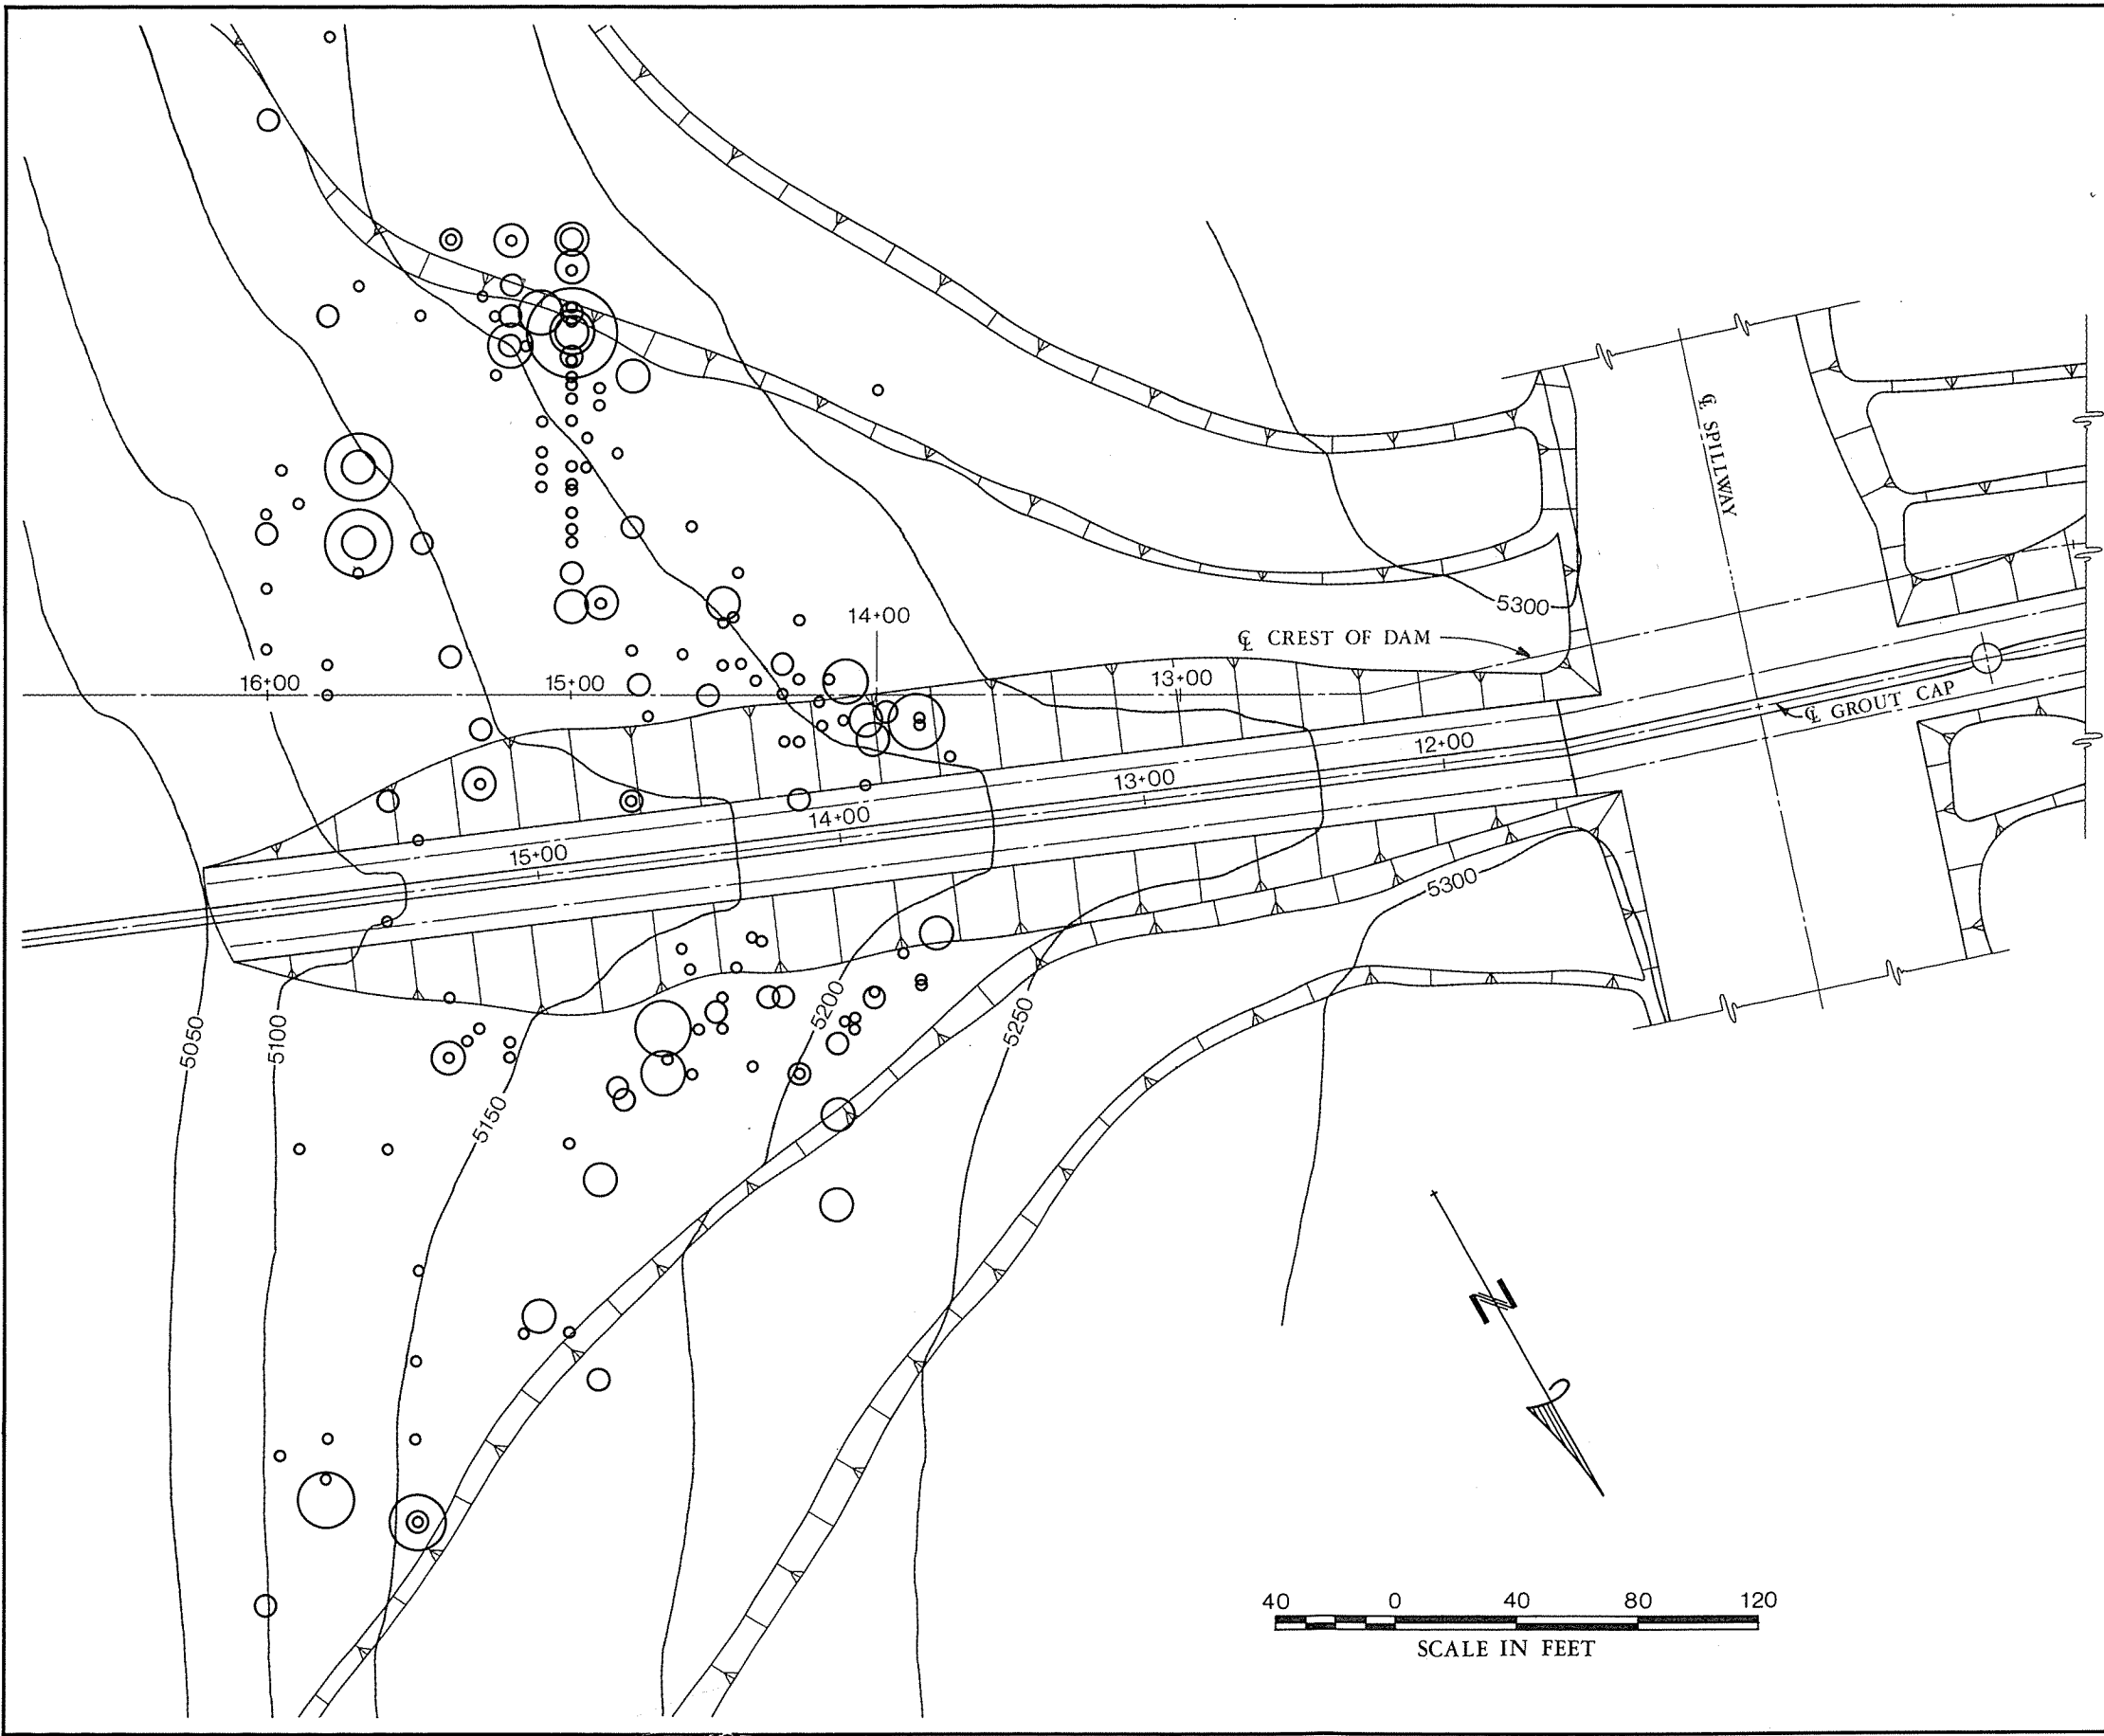 ℄ SPILLWAY
5300
14+00
℄ CREST OF DAM
16+00
15+00
13+00
℄ GROUT CAP
12+00
13+00
14+00
15+00
5300
5200
5250
5050
5100
5150
N
40 0 40 80 120
SCALE IN FEET